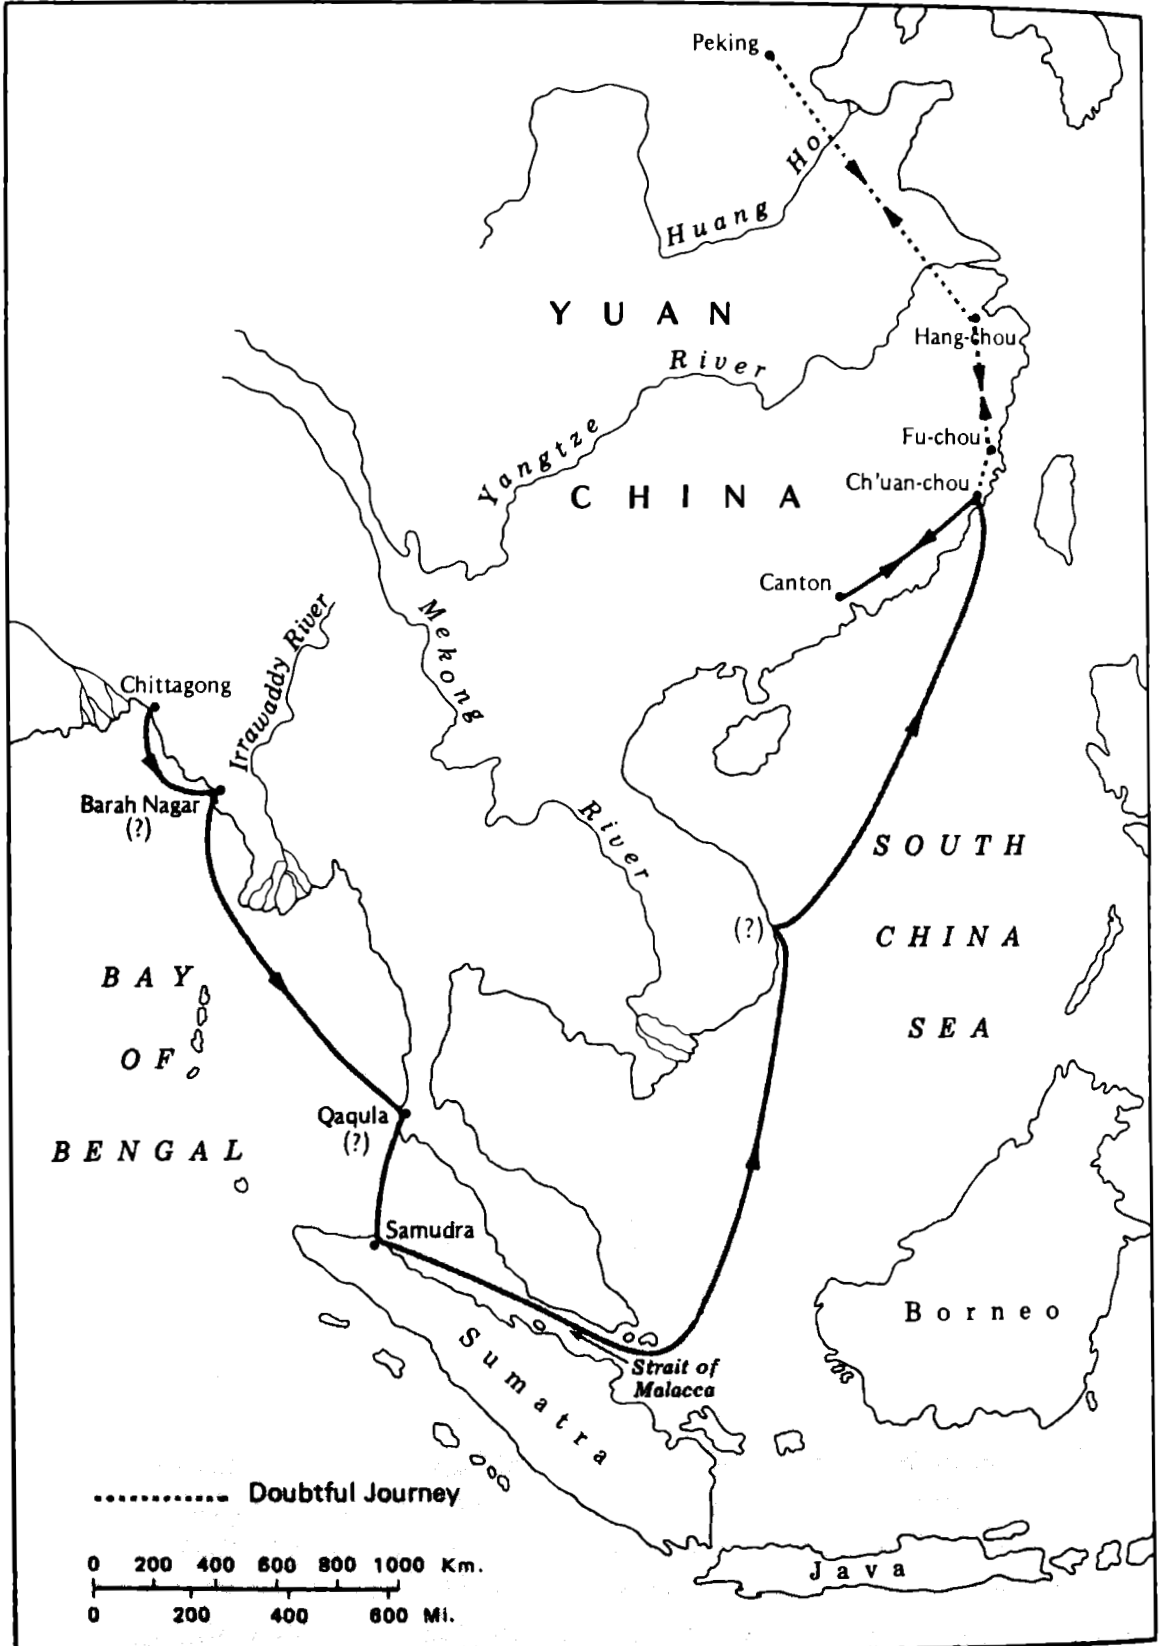 Peking
Huang Ho
YUAN
Hang-chou
River
Yangtze
Fu-chou
Ch'uan-chou
CHINA
Canton
Mekong
Irrawaddy River
Chittagong
Barah Nagar
(?)
River
SOUTH
(?)
CHINA
BAY
SEA
OF
Qaqula
(?)
BENGAL
Samudra
Borneo
Sumatra
Strait of
Malacca
Doubtful Journey
0 200 400 600 800 1000 Km.
0 200 400 600 Mi.
Java